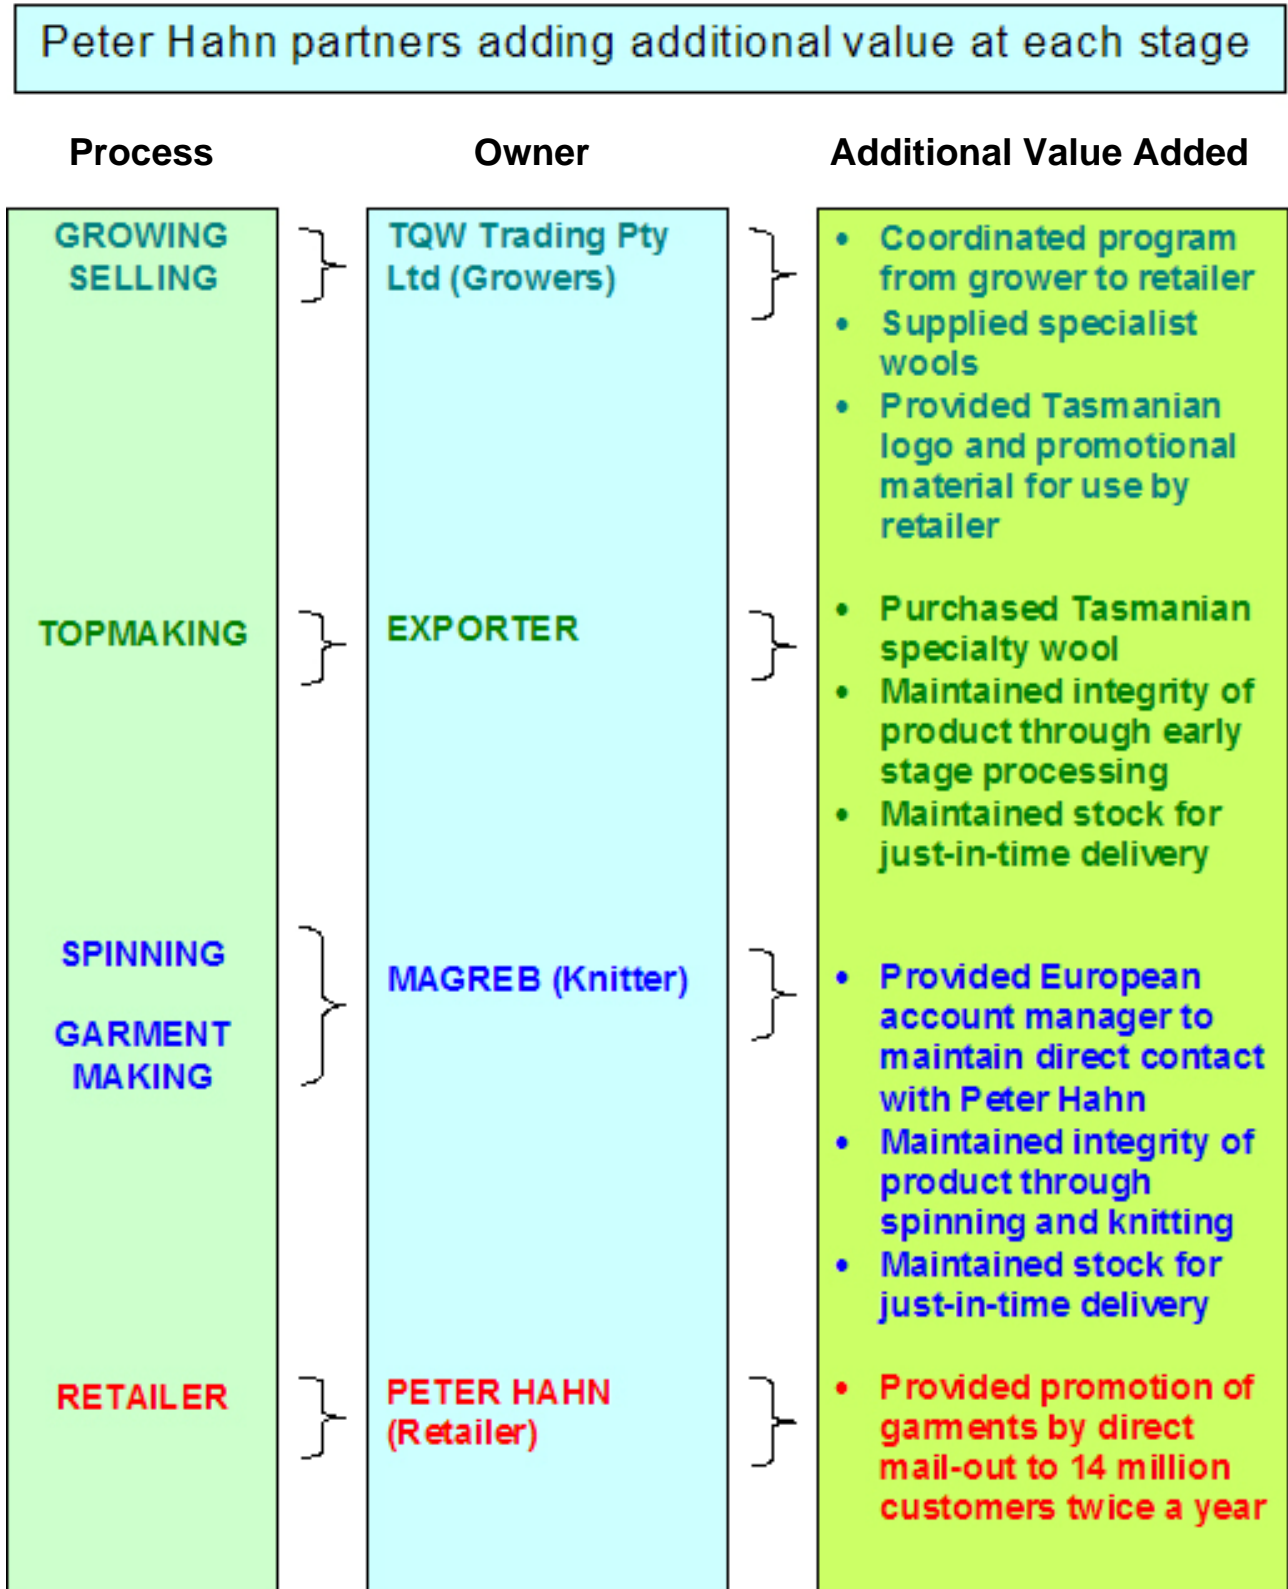 Peter Hahn partners adding additional value at each stage
Process
Owner
Additional Value Added
GROWING
SELLING
TQW Trading Pty
Ltd (Growers)
• Coordinated program
from grower to retailer
• Supplied specialist
wools
• Provided Tasmanian
logo and promotional
material for use by
retailer
TOPMAKING
EXPORTER
• Purchased Tasmanian
specialty wool
• Maintained integrity of
product through early
stage processing
• Maintained stock for
just-in-time delivery
SPINNING
GARMENT
MAKING
MAGREB (Knitter)
• Provided European
account manager to
maintain direct contact
with Peter Hahn
• Maintained integrity of
product through
spinning and knitting
• Maintained stock for
just-in-time delivery
RETAILER
PETER HAHN
(Retailer)
• Provided promotion of
garments by direct
mail-out to 14 million
customers twice a year